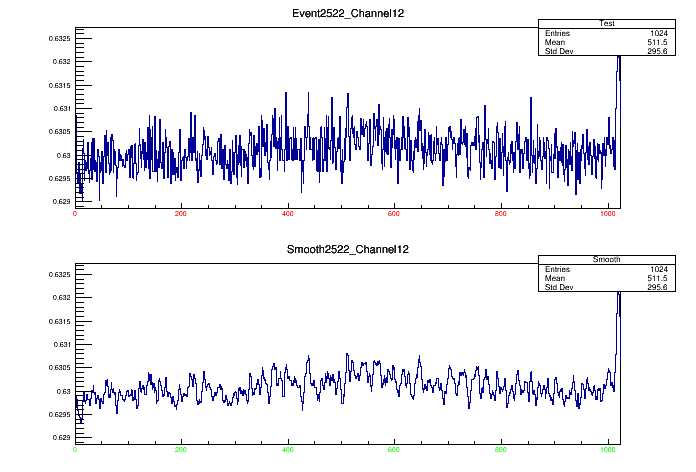 Event2522_Channel12
Test
Entries 1024
Mean 511.5
Std Dev 295.6
0.6325
0.632
0.6315
0.631
0.6305
0.63
0.6295
0.629
0 200 400 600 800 1000
Smooth2522_Channel12
Smooth
Entries 1024
Mean 511.5
Std Dev 295.6
0.6325
0.632
0.6315
0.631
0.6305
0.63
0.6295
0.629
0 200 400 600 800 1000